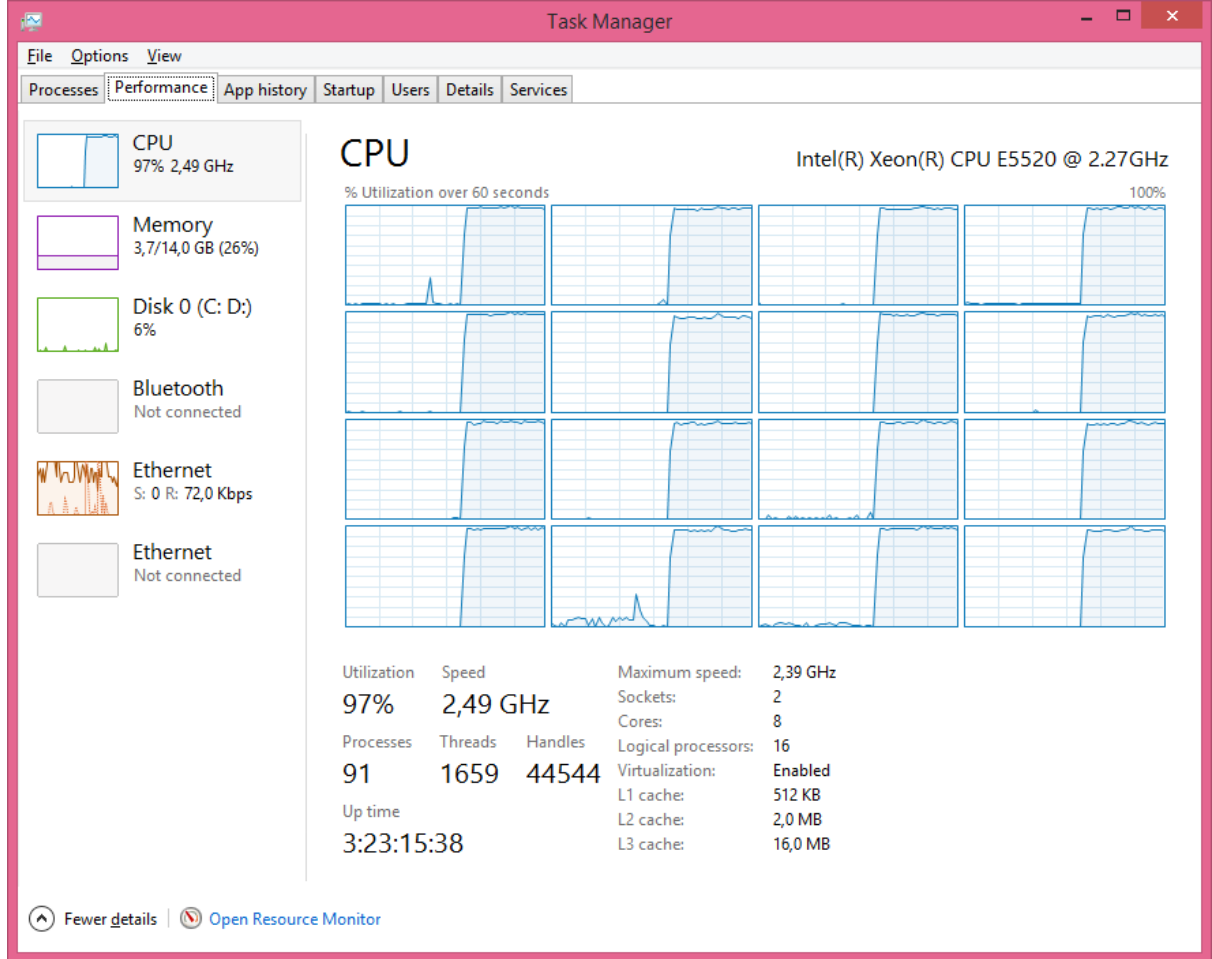 Task Manager
File Options View
Processes Performance App history Startup Users Details Services
CPU
97% 2,49 GHz
Memory
3,7/14,0 GB (26%)
Disk 0 (C: D:)
6%
Bluetooth
Not connected
Ethernet
S: 0 R: 72,0 Kbps
Ethernet
Not connected
CPU
Intel(R) Xeon(R) CPU E5520 @ 2.27GHz
% Utilization over 60 seconds 100%
Utilization Speed
97% 2,49 GHz
Processes Threads Handles
91 1659 44544
Up time
3:23:15:38
Maximum speed: 2,39 GHz
Sockets: 2
Cores: 8
Logical processors: 16
Virtualization: Enabled
L1 cache: 512 KB
L2 cache: 2,0 MB
L3 cache: 16,0 MB
Fewer details Open Resource Monitor